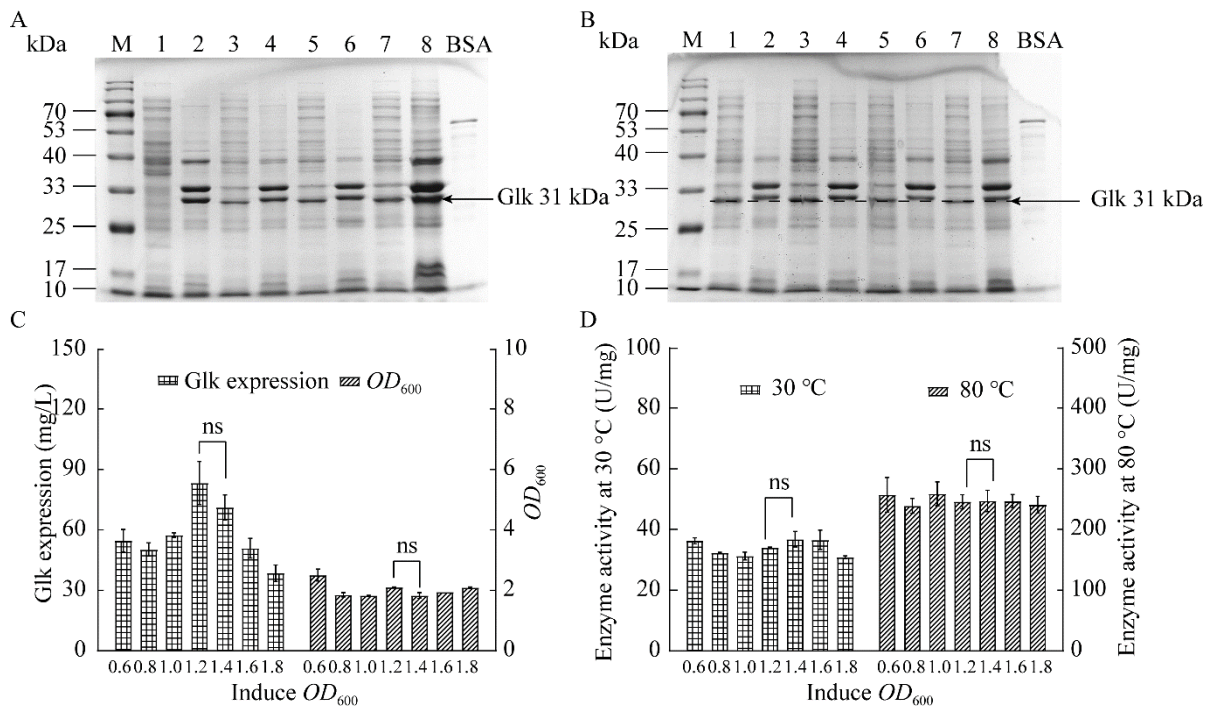 A
kDa M 1 2 3 4 5 6 7 8 BSA
70
53
40
33
25
17
10
Glk 31 kDa
B
kDa M 1 2 3 4 5 6 7 8 BSA
70
53
40
33
25
17
10
Glk 31 kDa
C
Glk expression (mg/L)
150
120
90
60
30
0
Glk expression OD600
ns
ns
10
8
6
4
2
0
OD600
0.6 0.8 1.0 1.2 1.4 1.6 1.8 0.6 0.8 1.0 1.2 1.4 1.6 1.8
Induce OD600
D
Enzyme activity at 30 °C (U/mg)
100
80
60
40
20
0
30 °C 80 °C
ns
ns
500
400
300
200
100
0
Enzyme activity at 80 °C (U/mg)
0.6 0.8 1.0 1.2 1.4 1.6 1.8 0.6 0.8 1.0 1.2 1.4 1.6 1.8
Induce OD600